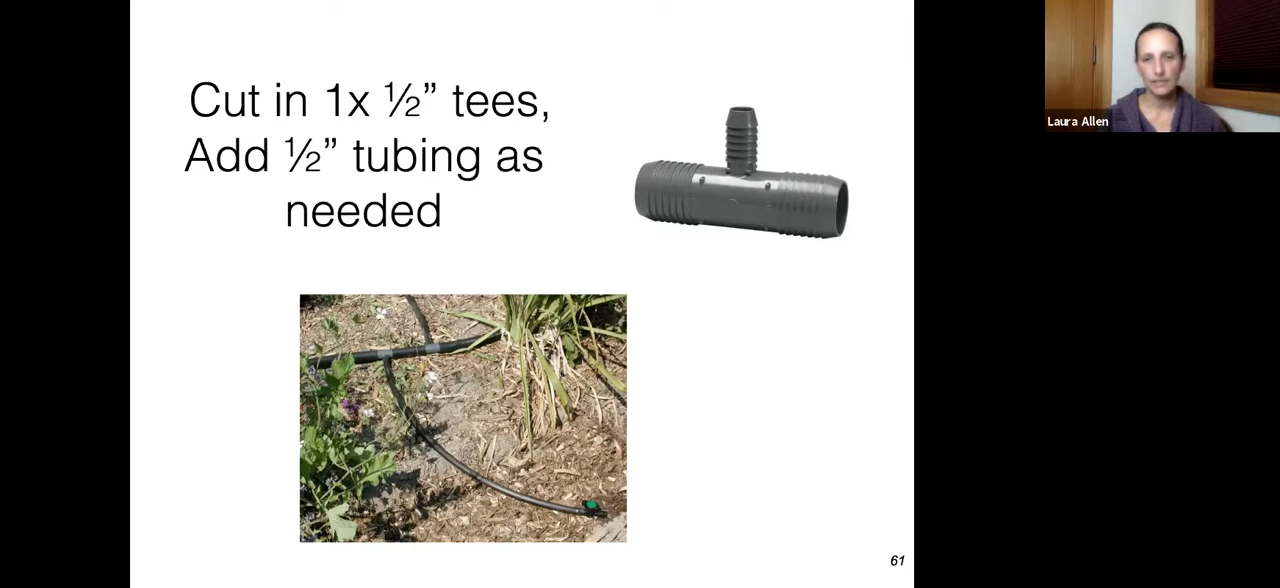 Cut in 1x ½” tees,
Add ½” tubing as
needed
Laura Allen
61